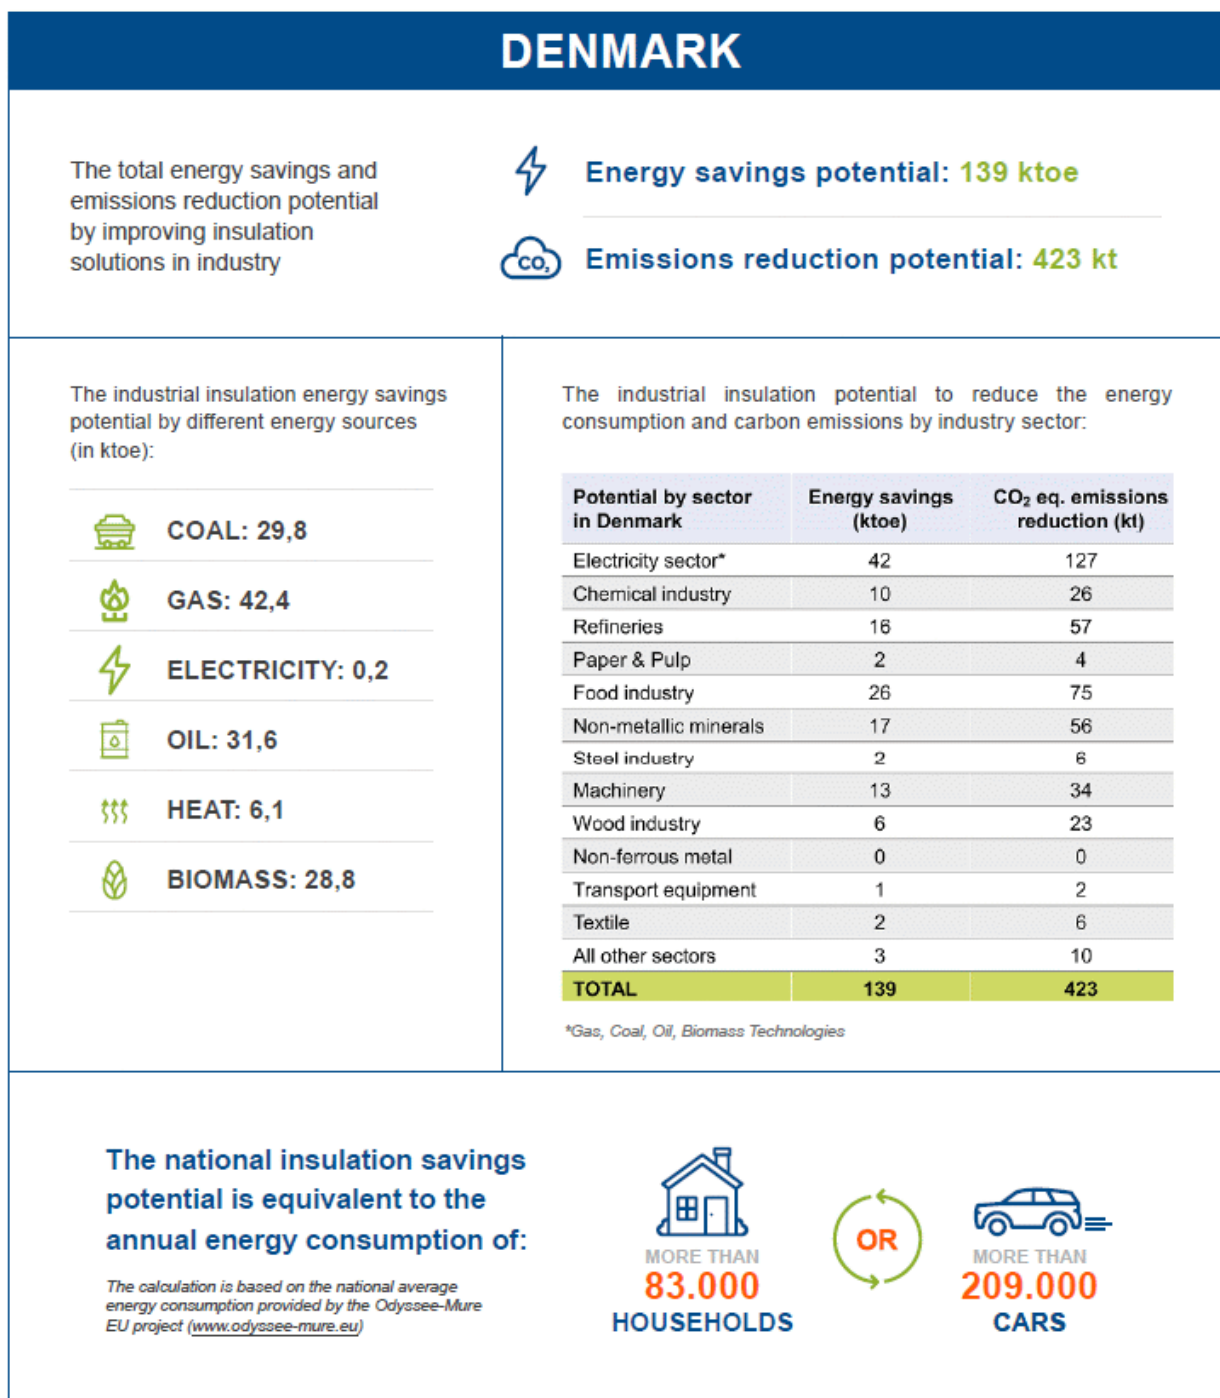 DENMARK
The total energy savings and
emissions reduction potential
by improving insulation
solutions in industry
Energy savings potential: 139 ktoe
CO₂
Emissions reduction potential: 423 kt
The industrial insulation energy savings
potential by different energy sources
(in ktoe):
COAL: 29,8
GAS: 42,4
ELECTRICITY: 0,2
OIL: 31,6
HEAT: 6,1
BIOMASS: 28,8
The industrial insulation potential to reduce the energy
consumption and carbon emissions by industry sector:
Potential by sector in Denmark Energy savings (ktoe) CO₂ eq. emissions reduction (kt)
Electricity sector* 42 127
Chemical industry 10 26
Refineries 16 57
Paper & Pulp 2 4
Food industry 26 75
Non-metallic minerals 17 56
Steel industry 2 6
Machinery 13 34
Wood industry 6 23
Non-ferrous metal 0 0
Transport equipment 1 2
Textile 2 6
All other sectors 3 10
TOTAL 139 423
*Gas, Coal, Oil, Biomass Technologies
The national insulation savings
potential is equivalent to the
annual energy consumption of:
The calculation is based on the national average
energy consumption provided by the Odyssee-Mure
EU project (www.odyssee-mure.eu)
MORE THAN
83.000
HOUSEHOLDS
OR
MORE THAN
209.000
CARS